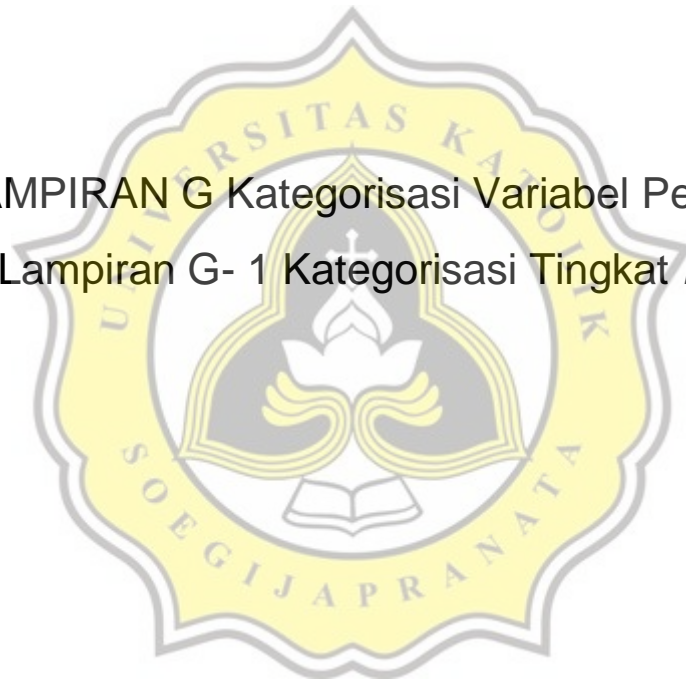 AMPIRAN G Kategorisasi Variabel Pe
Lampiran G- 1 Kategorisasi Tingkat
UNIVERSITAS KATOLIK
SOEGIJAPRANATA